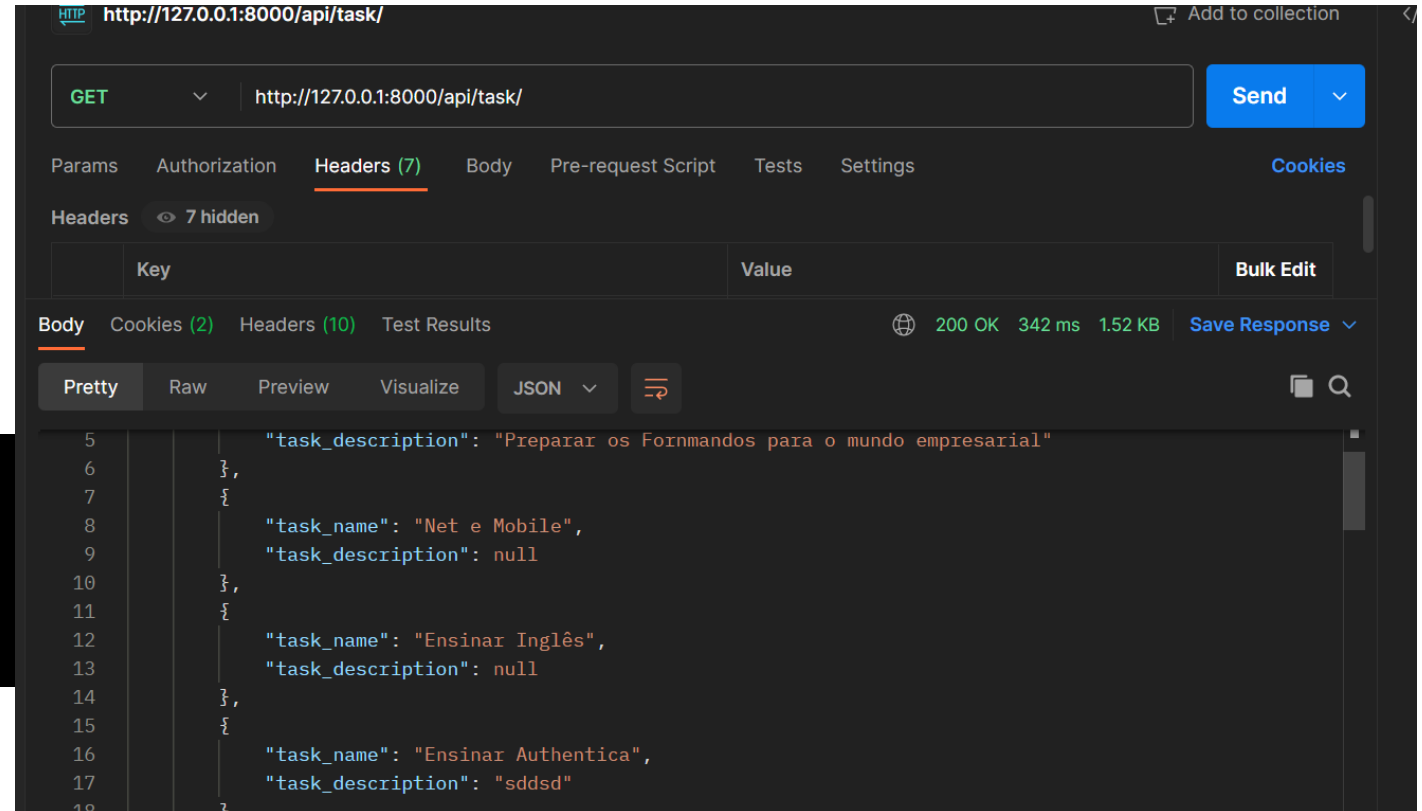 HTTP http://127.0.0.1:8000/api/task/ Add to collection </
GET http://127.0.0.1:8000/api/task/ Send
Params Authorization Headers (7) Body Pre-request Script Tests Settings Cookies
Headers 7 hidden
Key Value Bulk Edit
Body Cookies (2) Headers (10) Test Results 200 OK 342 ms 1.52 KB Save Response
Pretty Raw Preview Visualize JSON
5 "task_description": "Preparar os Fornmandos para o mundo empresarial"
6 },
7 {
8 "task_name": "Net e Mobile",
9 "task_description": null
10 },
11 {
12 "task_name": "Ensinar Inglês",
13 "task_description": null
14 },
15 {
16 "task_name": "Ensinar Authentica",
17 "task_description": "sddsd"
18 }